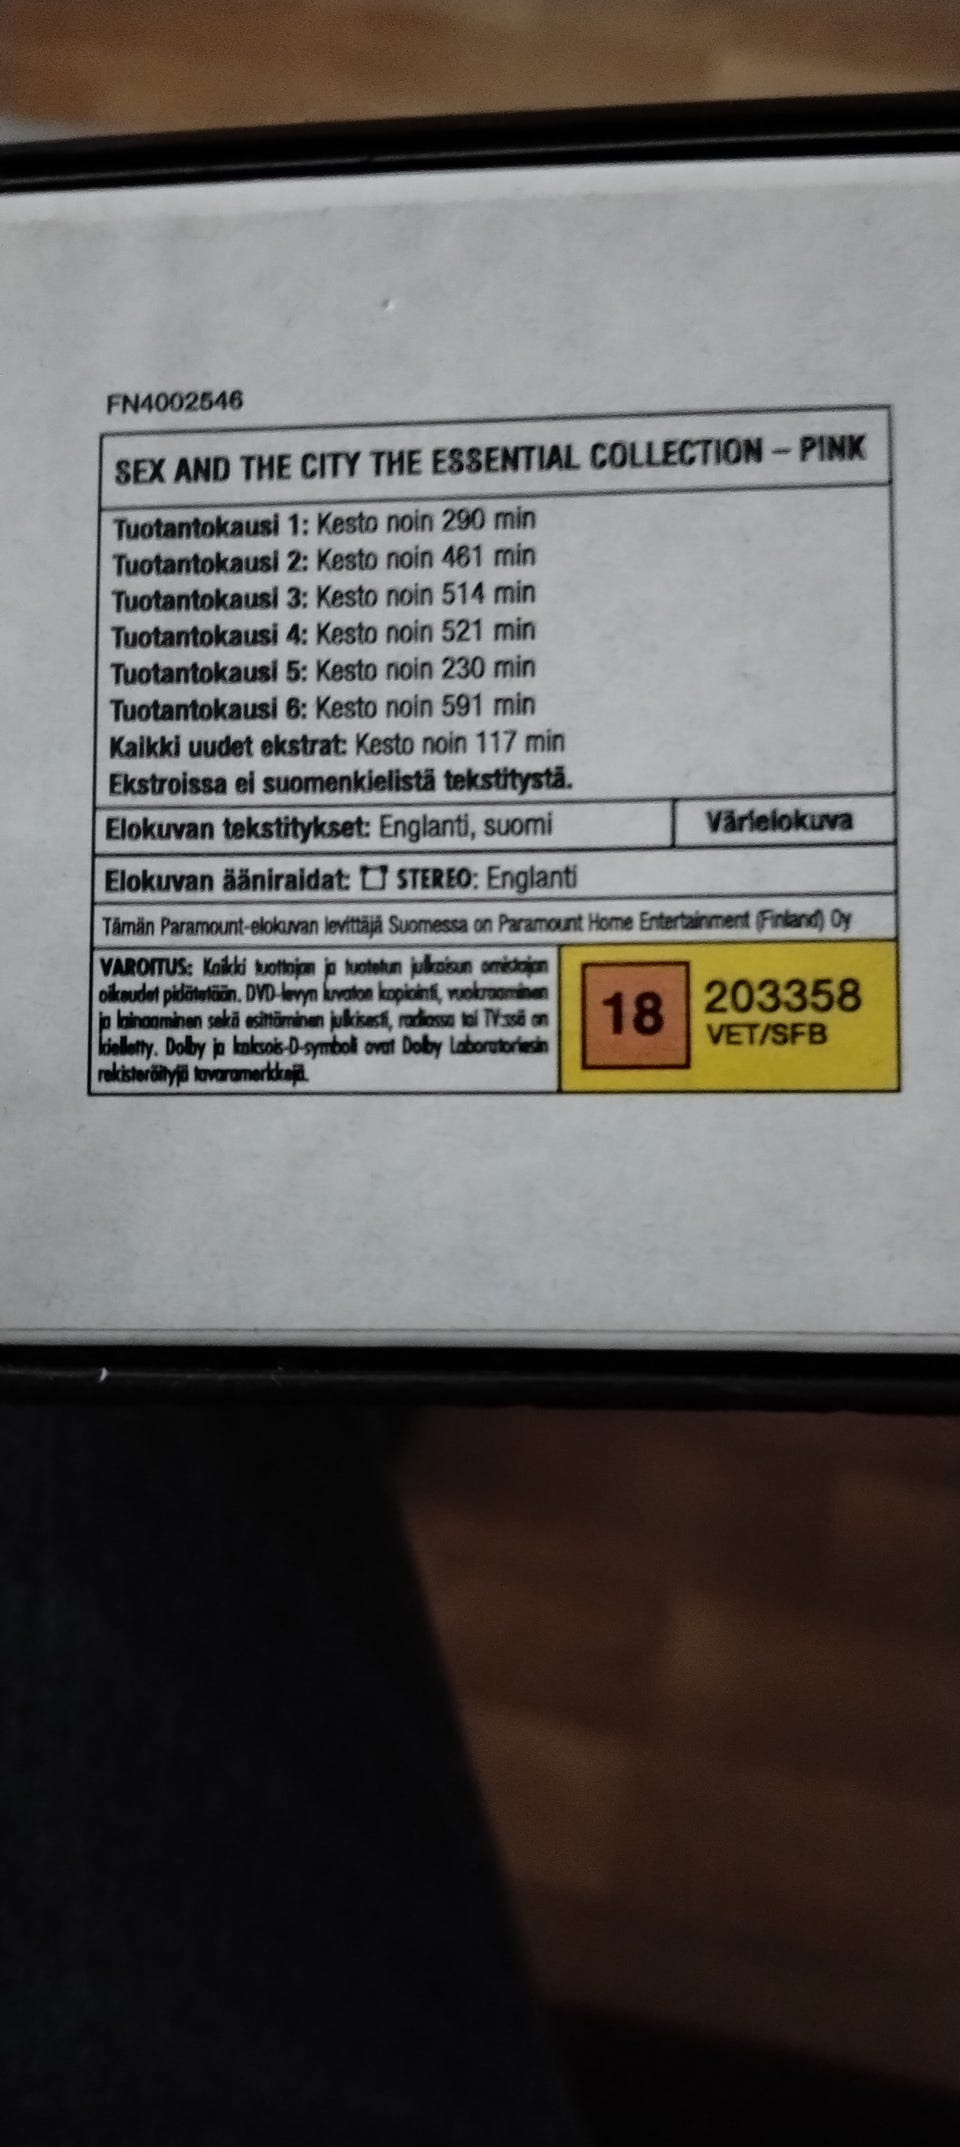 FN4002546
SEX AND THE CITY THE ESSENTIAL COLLECTION – PINK
Tuotantokausi 1: Kesto noin 290 min
Tuotantokausi 2: Kesto noin 461 min
Tuotantokausi 3: Kesto noin 514 min
Tuotantokausi 4: Kesto noin 521 min
Tuotantokausi 5: Kesto noin 230 min
Tuotantokausi 6: Kesto noin 591 min
Kaikki uudet ekstrat: Kesto noin 117 min
Ekstroissa ei suomenkielistä tekstitystä.
Elokuvan tekstitykset: Englanti, suomi
Värielokuva
Elokuvan ääniraidat: STEREO: Englanti
Tämän Paramount-elokuvan levittäjä Suomessa on Paramount Home Entertainment (Finland) Oy
VAROITUS: Kaikki tuottajan ja tuotetun julkaisun omistajan
oikeudet pidätetään. DVD-levyn luvaton kopiointi, vuokraaminen
ja lainaaminen sekä esittäminen julkisesti, radiossa tai TV:ssä on
kielletty. Dolby ja kaksois-D-symboli ovat Dolby Laboratoriesin
rekisteröityjä tavaramerkkejä.
18
203358
VET/SFB